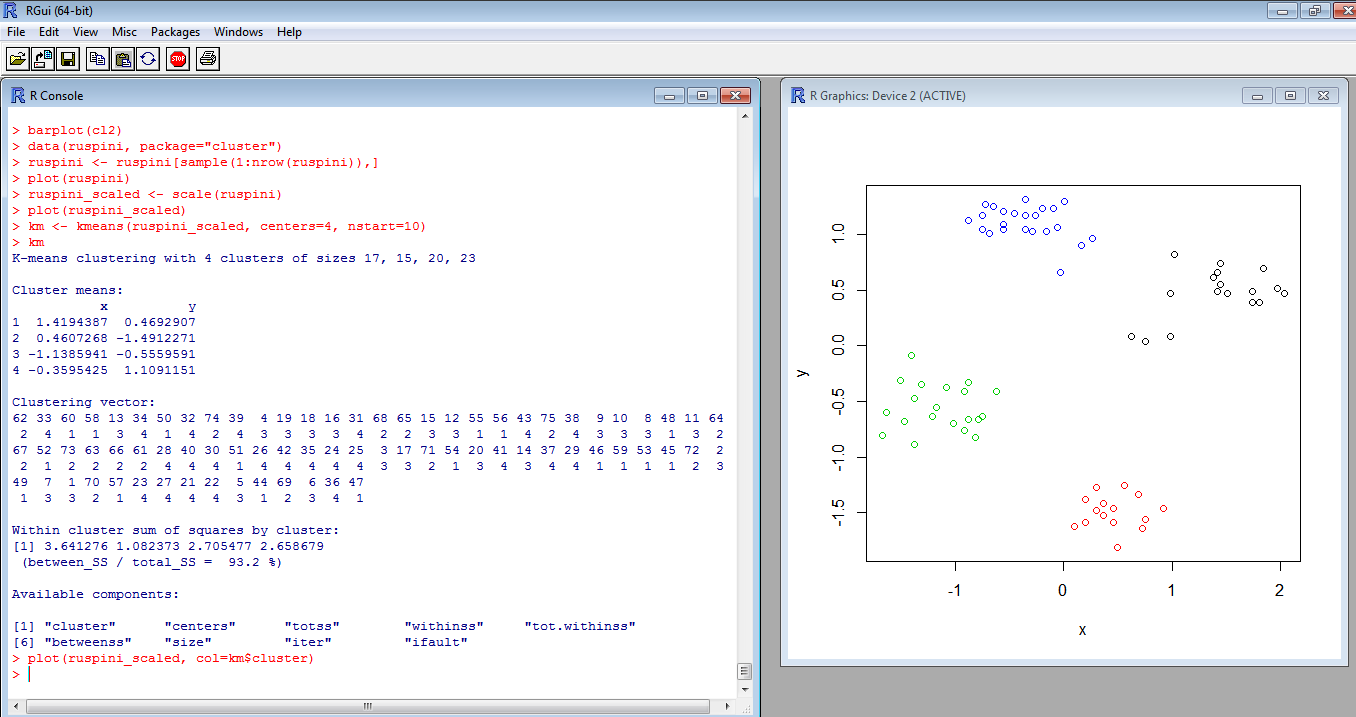 RGui (64-bit)
File Edit View Misc Packages Windows Help
STOP
R Console
> barplot(cl2)
> data(ruspini, package="cluster")
> ruspini <- ruspini[sample(1:nrow(ruspini)),]
> plot(ruspini)
> ruspini_scaled <- scale(ruspini)
> plot(ruspini_scaled)
> km <- kmeans(ruspini_scaled, centers=4, nstart=10)
> km
K-means clustering with 4 clusters of sizes 17, 15, 20, 23
Cluster means:
x y
1 1.4194387 0.4692907
2 0.4607268 -1.4912271
3 -1.1385941 -0.5559591
4 -0.3595425 1.1091151
Clustering vector:
62 33 60 58 13 34 50 32 74 39 4 19 18 16 31 68 65 15 12 55 56 43 75 38 9 10 8 48 11 64
2 4 1 1 3 4 1 4 2 4 3 3 3 3 4 2 2 3 3 1 1 4 2 4 3 3 3 1 3 2
67 52 73 63 66 61 28 40 30 51 26 42 35 24 25 3 17 71 54 20 41 14 37 29 46 59 53 45 72 2
2 1 2 2 2 2 4 4 4 1 4 4 4 4 4 3 3 2 1 3 4 3 4 4 1 1 1 1 2 3
49 7 1 70 57 23 27 21 22 5 44 69 6 36 47
1 3 3 2 1 4 4 4 4 3 1 2 3 4 1
Within cluster sum of squares by cluster:
[1] 3.641276 1.082373 2.705477 2.658679
(between_SS / total_SS = 93.2 %)
Available components:
[1] "cluster" "centers" "totss" "withinss" "tot.withinss"
[6] "betweenss" "size" "iter" "ifault"
> plot(ruspini_scaled, col=km$cluster)
>
R Graphics: Device 2 (ACTIVE)
1.0
0.5
0.0
-0.5
-1.0
-1.5
y
-1 0 1 2
x